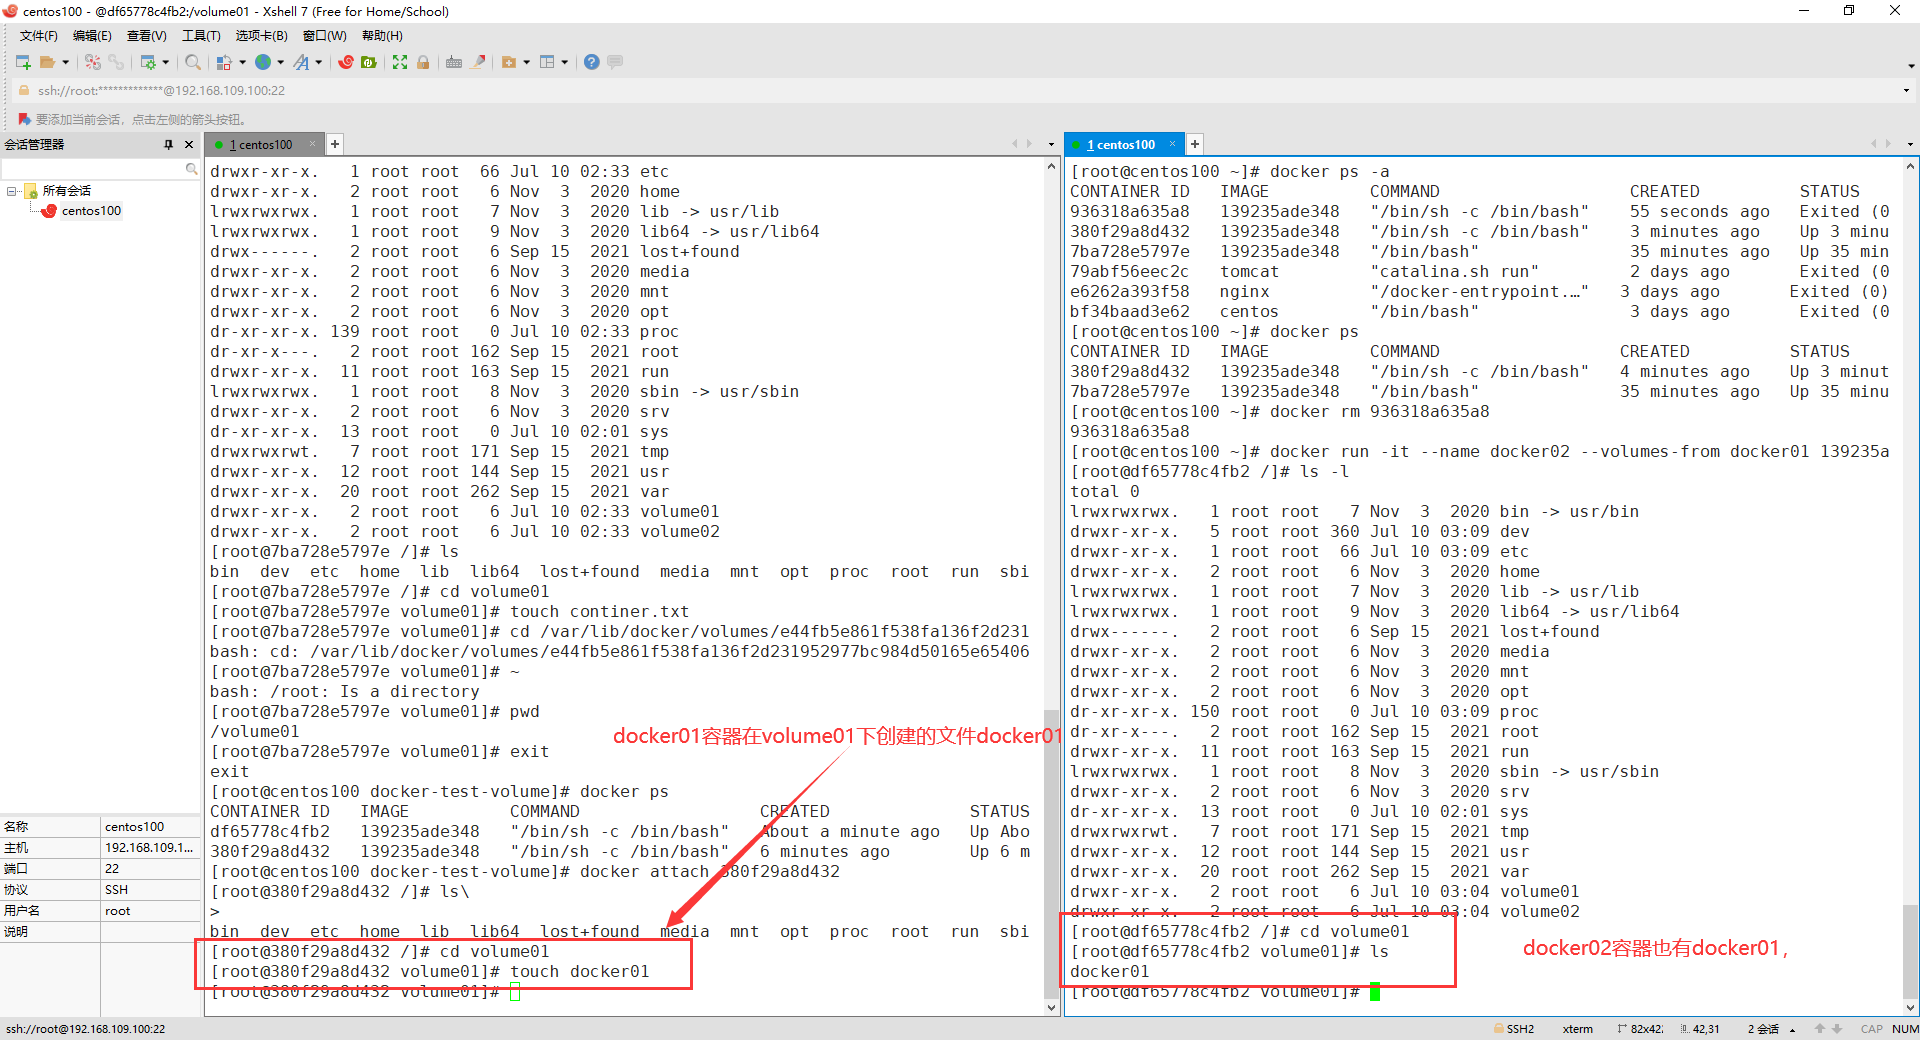 centos100 - @df65778c4fb2:/volume01 - Xshell 7 (Free for Home/School)
文件(F) 编辑(E) 查看(V) 工具(T) 选项卡(B) 窗口(W) 帮助(H)
ssh://root:*************@192.168.109.100:22
要添加当前会话，点击左侧的箭头按钮。
会话管理器
所有会话
centos100
名称 centos100
主机 192.168.109.1...
端口 22
协议 SSH
用户名 root
说明
1 centos100
drwxr-xr-x.   1 root root  66 Jul 10 02:33 etc
drwxr-xr-x.   2 root root   6 Nov  3  2020 home
lrwxrwxrwx.   1 root root   7 Nov  3  2020 lib -> usr/lib
lrwxrwxrwx.   1 root root   9 Nov  3  2020 lib64 -> usr/lib64
drwx------.   2 root root   6 Sep 15  2021 lost+found
drwxr-xr-x.   2 root root   6 Nov  3  2020 media
drwxr-xr-x.   2 root root   6 Nov  3  2020 mnt
drwxr-xr-x.   2 root root   6 Nov  3  2020 opt
dr-xr-xr-x. 139 root root   0 Jul 10 02:33 proc
dr-xr-x---.   2 root root 162 Sep 15  2021 root
drwxr-xr-x.  11 root root 163 Sep 15  2021 run
lrwxrwxrwx.   1 root root   8 Nov  3  2020 sbin -> usr/sbin
drwxr-xr-x.   2 root root   6 Nov  3  2020 srv
dr-xr-xr-x.  13 root root   0 Jul 10 02:01 sys
drwxrwxrwt.   7 root root 171 Sep 15  2021 tmp
drwxr-xr-x.  12 root root 144 Sep 15  2021 usr
drwxr-xr-x.  20 root root 262 Sep 15  2021 var
drwxr-xr-x.   2 root root   6 Jul 10 02:33 volume01
drwxr-xr-x.   2 root root   6 Jul 10 02:33 volume02
[root@7ba728e5797e /]# ls
bin  dev  etc  home  lib  lib64  lost+found  media  mnt  opt  proc  root  run  sbi
[root@7ba728e5797e /]# cd volume01
[root@7ba728e5797e volume01]# touch continer.txt
[root@7ba728e5797e volume01]# cd /var/lib/docker/volumes/e44fb5e861f538fa136f2d231
bash: cd: /var/lib/docker/volumes/e44fb5e861f538fa136f2d231952977bc984d50165e65406
[root@7ba728e5797e volume01]# ~
bash: /root: Is a directory
[root@7ba728e5797e volume01]# pwd
/volume01
[root@7ba728e5797e volume01]# exit
exit
[root@centos100 docker-test-volume]# docker ps
CONTAINER ID   IMAGE          COMMAND                  CREATED              STATUS
df65778c4fb2   139235ade348   "/bin/sh -c /bin/bash"   About a minute ago   Up Abo
380f29a8d432   139235ade348   "/bin/sh -c /bin/bash"   6 minutes ago        Up 6 m
[root@centos100 docker-test-volume]# docker attach 380f29a8d432
[root@380f29a8d432 /]# ls\
>
bin  dev  etc  home  lib  lib64  lost+found  media  mnt  opt  proc  root  run  sbi
[root@380f29a8d432 /]# cd volume01
[root@380f29a8d432 volume01]# touch docker01
[root@380f29a8d432 volume01]#
docker01容器在volume01下创建的文件docker01
1 centos100
[root@centos100 ~]# docker ps -a
CONTAINER ID   IMAGE          COMMAND                   CREATED          STATUS
936318a635a8   139235ade348   "/bin/sh -c /bin/bash"    55 seconds ago   Exited (0
380f29a8d432   139235ade348   "/bin/sh -c /bin/bash"    3 minutes ago    Up 3 minu
7ba728e5797e   139235ade348   "/bin/bash"               35 minutes ago   Up 35 min
79abf56eec2c   tomcat         "catalina.sh run"         2 days ago       Exited (0
e6262a393f58   nginx          "/docker-entrypoint.…"   3 days ago       Exited (0)
bf34baad3e62   centos         "/bin/bash"               3 days ago       Exited (0
[root@centos100 ~]# docker ps
CONTAINER ID   IMAGE          COMMAND                  CREATED          STATUS
380f29a8d432   139235ade348   "/bin/sh -c /bin/bash"   4 minutes ago    Up 3 minut
7ba728e5797e   139235ade348   "/bin/bash"              35 minutes ago   Up 35 minu
[root@centos100 ~]# docker rm 936318a635a8
936318a635a8
[root@centos100 ~]# docker run -it --name docker02 --volumes-from docker01 139235a
[root@df65778c4fb2 /]# ls -l
total 0
lrwxrwxrwx.   1 root root   7 Nov  3  2020 bin -> usr/bin
drwxr-xr-x.   5 root root 360 Jul 10 03:09 dev
drwxr-xr-x.   1 root root  66 Jul 10 03:09 etc
drwxr-xr-x.   2 root root   6 Nov  3  2020 home
lrwxrwxrwx.   1 root root   7 Nov  3  2020 lib -> usr/lib
lrwxrwxrwx.   1 root root   9 Nov  3  2020 lib64 -> usr/lib64
drwx------.   2 root root   6 Sep 15  2021 lost+found
drwxr-xr-x.   2 root root   6 Nov  3  2020 media
drwxr-xr-x.   2 root root   6 Nov  3  2020 mnt
drwxr-xr-x.   2 root root   6 Nov  3  2020 opt
dr-xr-xr-x. 150 root root   0 Jul 10 03:09 proc
dr-xr-x---.   2 root root 162 Sep 15  2021 root
drwxr-xr-x.  11 root root 163 Sep 15  2021 run
lrwxrwxrwx.   1 root root   8 Nov  3  2020 sbin -> usr/sbin
drwxr-xr-x.   2 root root   6 Nov  3  2020 srv
dr-xr-xr-x.  13 root root   0 Jul 10 02:01 sys
drwxrwxrwt.   7 root root 171 Sep 15  2021 tmp
drwxr-xr-x.  12 root root 144 Sep 15  2021 usr
drwxr-xr-x.  20 root root 262 Sep 15  2021 var
drwxr-xr-x.   2 root root   6 Jul 10 03:04 volume01
drwxr-xr-x.   2 root root   6 Jul 10 03:04 volume02
[root@df65778c4fb2 /]# cd volume01
[root@df65778c4fb2 volume01]# ls
docker01
[root@df65778c4fb2 volume01]#
docker02容器也有docker01，
ssh://root@192.168.109.100:22
SSH2 xterm 82x42 42,31 2 会话 CAP NUM